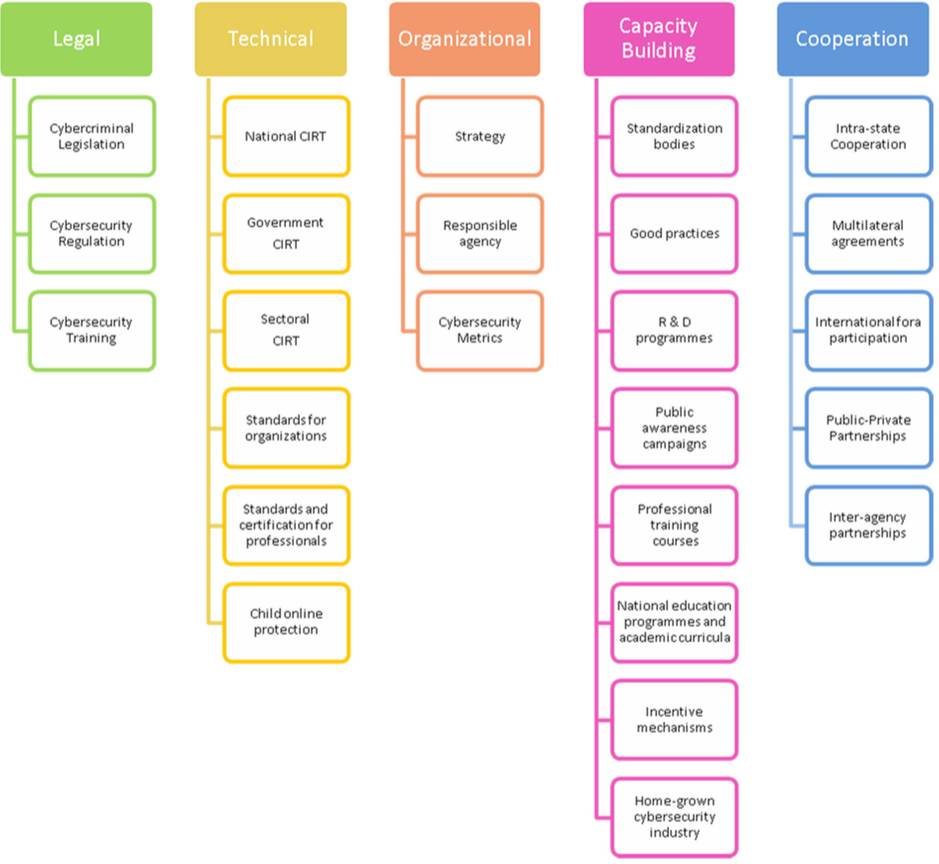 Legal
Cybercriminal
Legislation
Cybersecurity
Regulation
Cybersecurity
Training
Technical
National CIRT
Government
CIRT
Sectoral
CIRT
Standards for
organizations
Standards and
certification for
professionals
Child online
protection
Organizational
Strategy
Responsible
agency
Cybersecurity
Metrics
Capacity
Building
Standardization
bodies
Good practices
R & D
programmes
Public
awareness
campaigns
Professional
training
courses
National education
programmes and
academic curricula
Incentive
mechanisms
Home-grown
cybersecurity
industry
Cooperation
Intra-state
Cooperation
Multilateral
agreements
International fora
participation
Public-Private
Partnerships
Inter-agency
partnerships